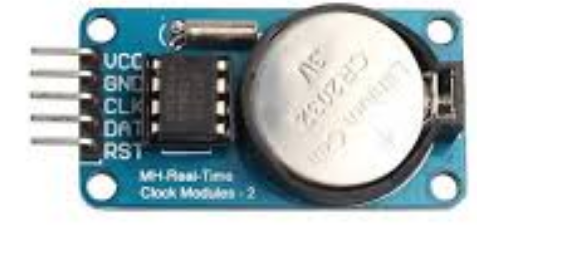 VCC
GND
CLK
DAT
RST
MH-Real-Time
Clock Modules - 2
Lithium Cell
CR2032
3V